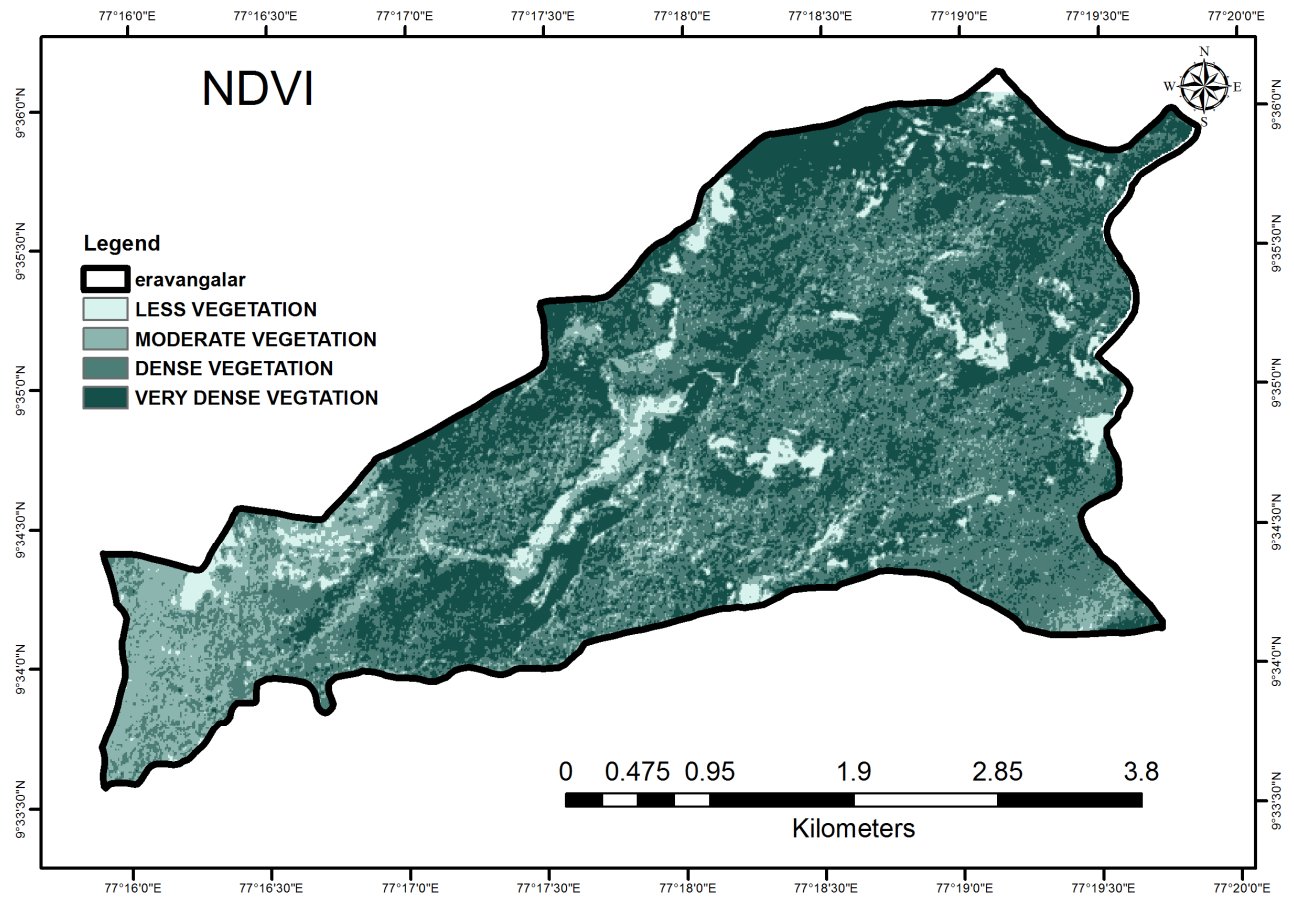 77°16'0"E 77°16'30"E 77°17'0"E 77°17'30"E 77°18'0"E 77°18'30"E 77°19'0"E 77°19'30"E 77°20'0"E
NDVI
N
W E
S
9°36'0"N 9°36'0"N
9°35'30"N 9°35'30"N
Legend
eravangalar
LESS VEGETATION
MODERATE VEGETATION
DENSE VEGETATION
VERY DENSE VEGTATION
9°35'0"N 9°35'0"N
9°34'30"N 9°34'30"N
9°34'0"N 9°34'0"N
0 0.475 0.95 1.9 2.85 3.8
Kilometers
9°33'30"N 9°33'30"N
77°16'0"E 77°16'30"E 77°17'0"E 77°17'30"E 77°18'0"E 77°18'30"E 77°19'0"E 77°19'30"E 77°20'0"E